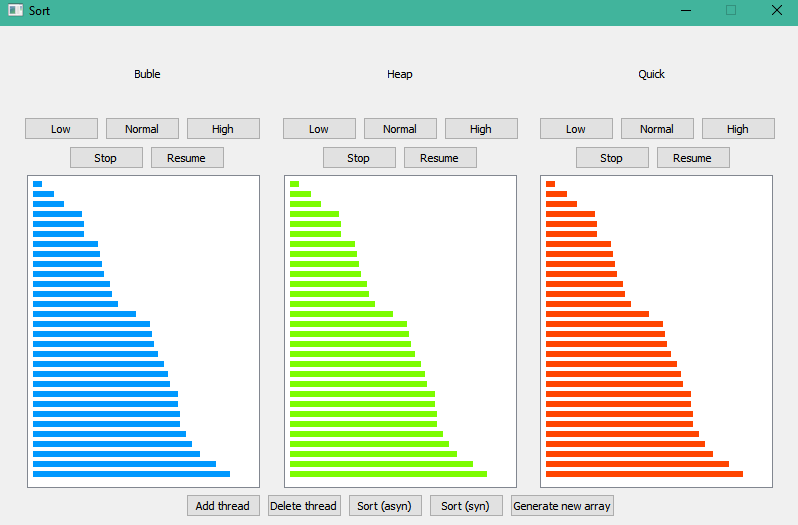 Sort
Buble Heap Quick
Low Normal High Low Normal High Low Normal High
Stop Resume Stop Resume Stop Resume
Add thread Delete thread Sort (asyn) Sort (syn) Generate new array